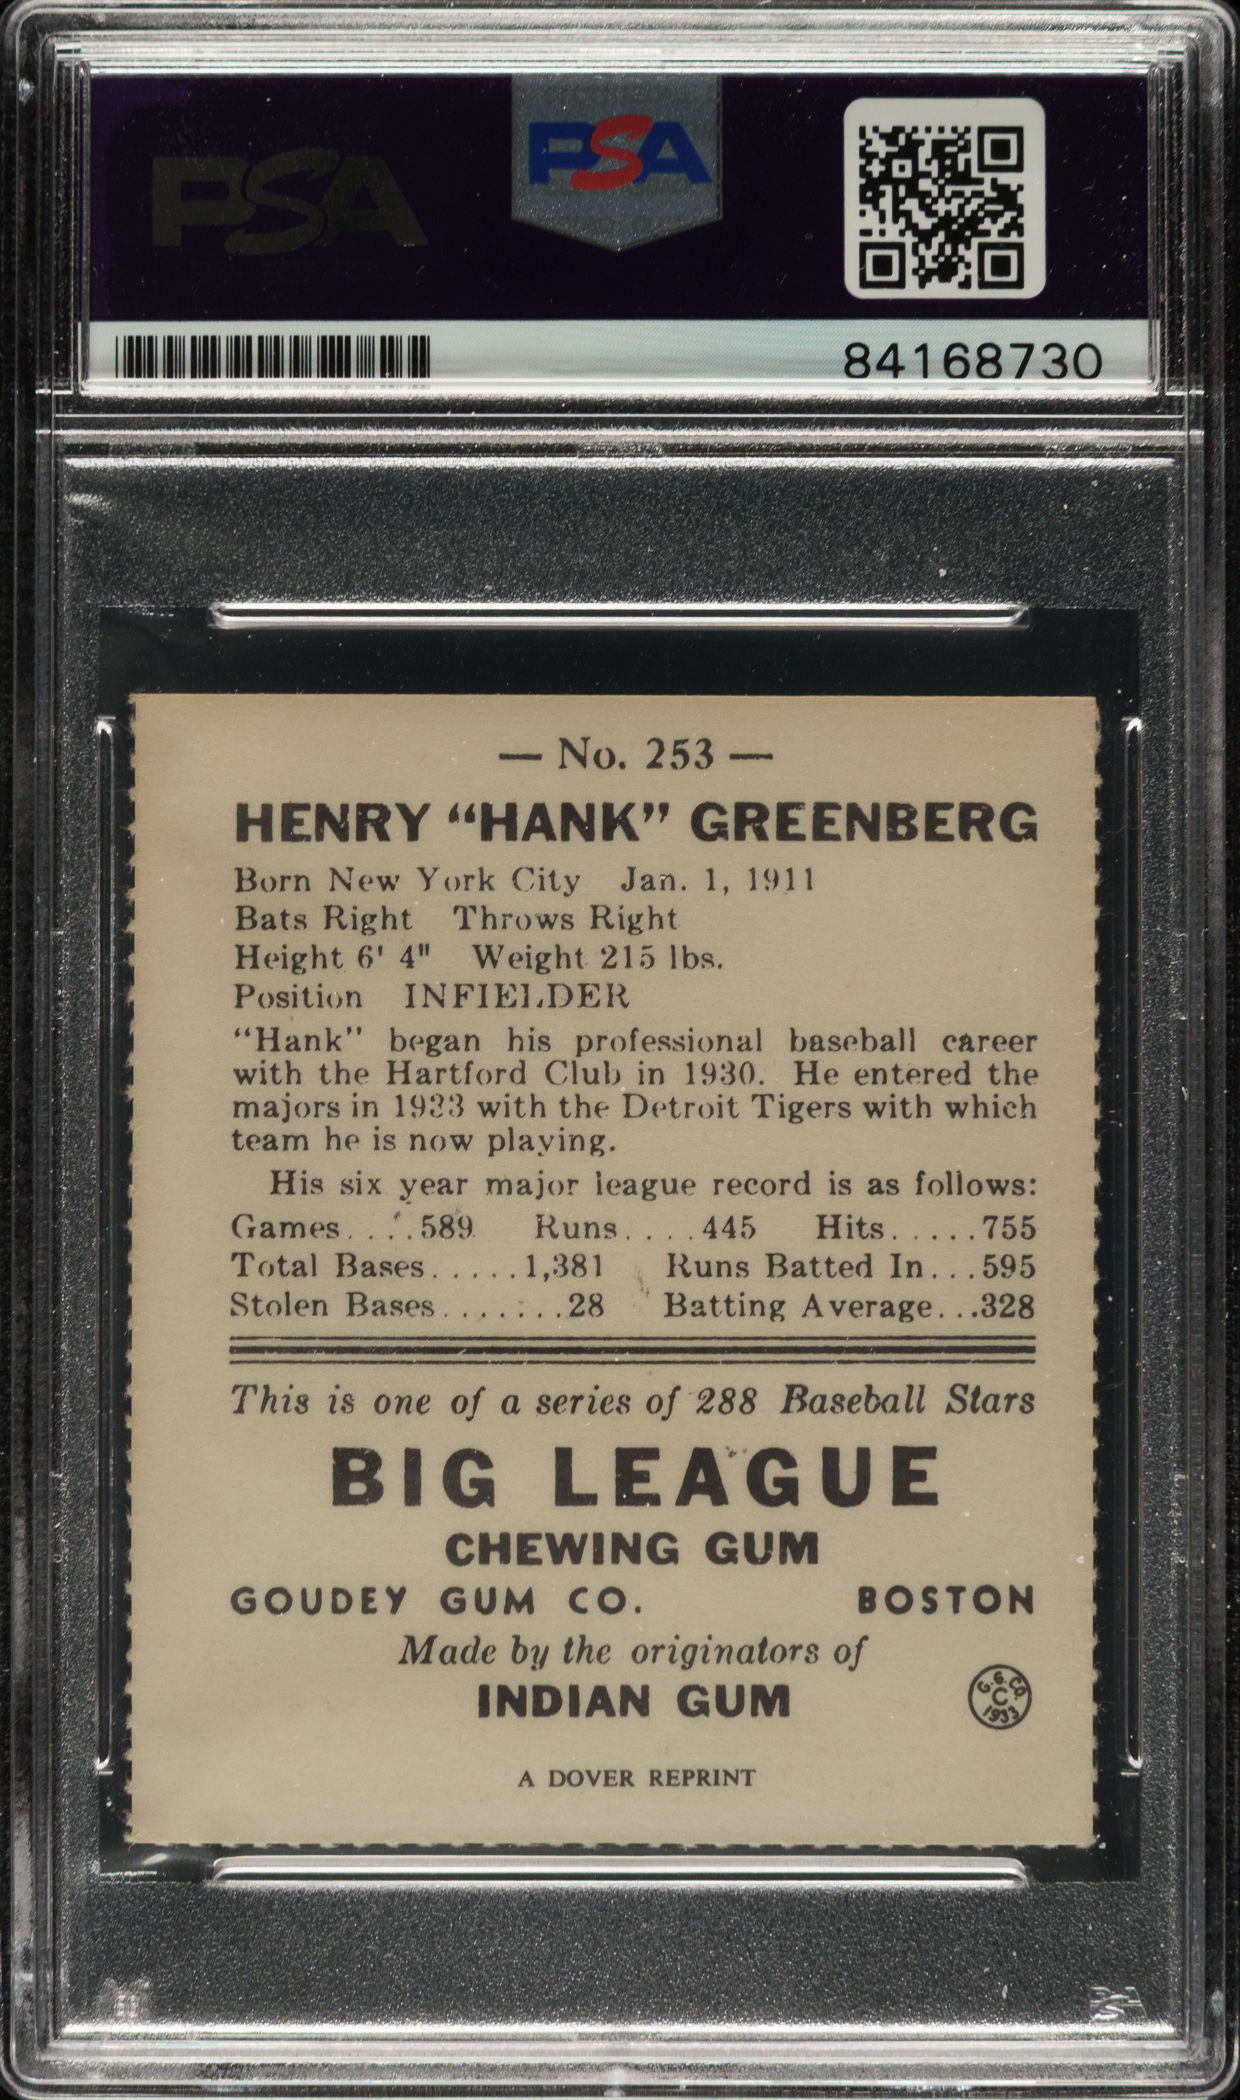 PSA
PSA
84168730
— No. 253 —
HENRY “HANK” GREENBERG
Born New York City Jan. 1, 1911
Bats Right Throws Right
Height 6' 4" Weight 215 lbs.
Position INFIELDER
“Hank” began his professional baseball career
with the Hartford Club in 1930. He entered the
majors in 1933 with the Detroit Tigers with which
team he is now playing.
His six year major league record is as follows:
Games....589 Runs....445 Hits.....755
Total Bases.....1,381 Runs Batted In...595
Stolen Bases.......28 Batting Average...328
This is one of a series of 288 Baseball Stars
BIG LEAGUE
CHEWING GUM
GOUDEY GUM CO. BOSTON
Made by the originators of
INDIAN GUM
G.G.CO.
C
1933
A DOVER REPRINT
PSA